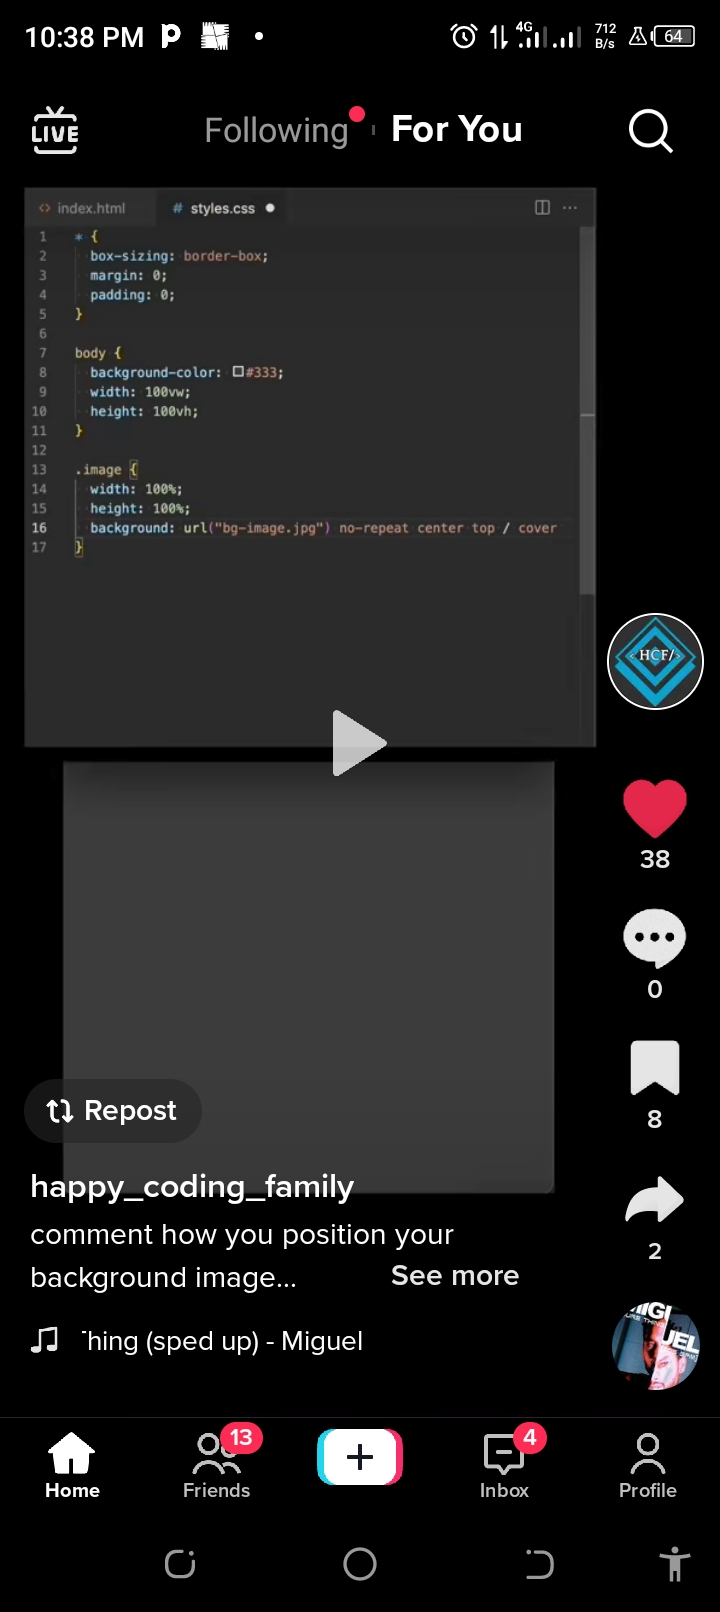 10:38 PM
4G
712
B/s
64
LIVE
Following
For You
index.html
# styles.css
1 * {
2 box-sizing: border-box;
3 margin: 0;
4 padding: 0;
5 }
6
7 body {
8 background-color: #333;
9 width: 100vw;
10 height: 100vh;
11 }
12
13 .image {
14 width: 100%;
15 height: 100%;
16 background: url("bg-image.jpg") no-repeat center top / cover
17 }
<HCF/>
38
0
8
Repost
happy_coding_family
comment how you position your
background image... See more
2
Thing (sped up) - Miguel
Home
13
Friends
4
Inbox
Profile